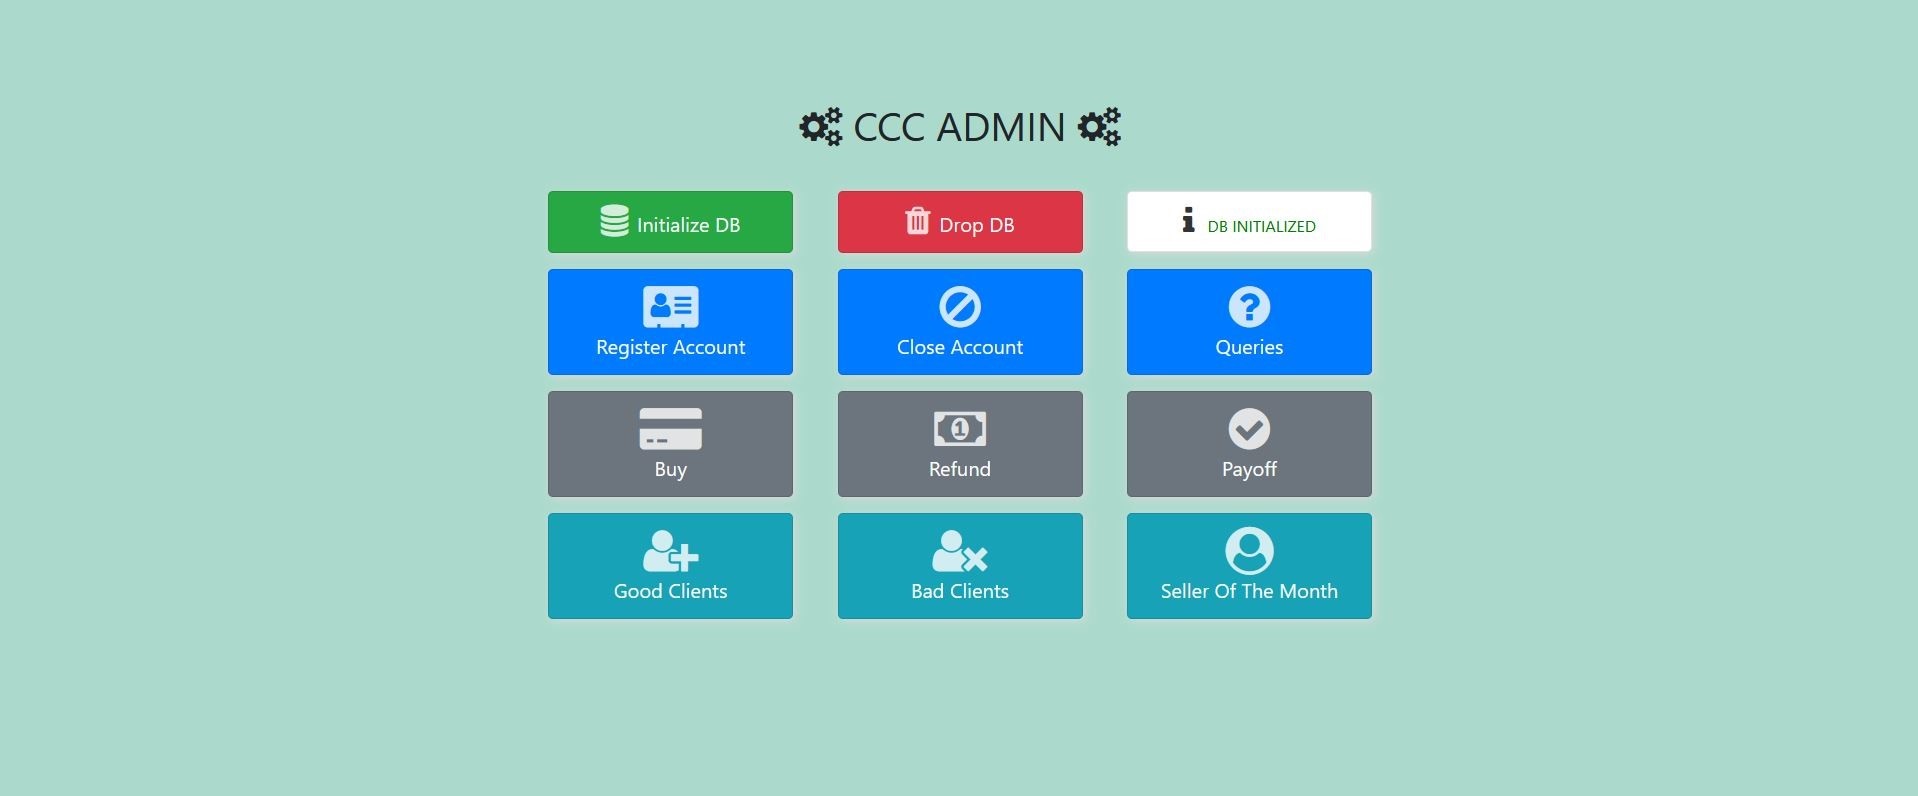 CCC ADMIN
Initialize DB
Drop DB
DB INITIALIZED
Register Account
Close Account
Queries
Buy
Refund
Payoff
Good Clients
Bad Clients
Seller Of The Month